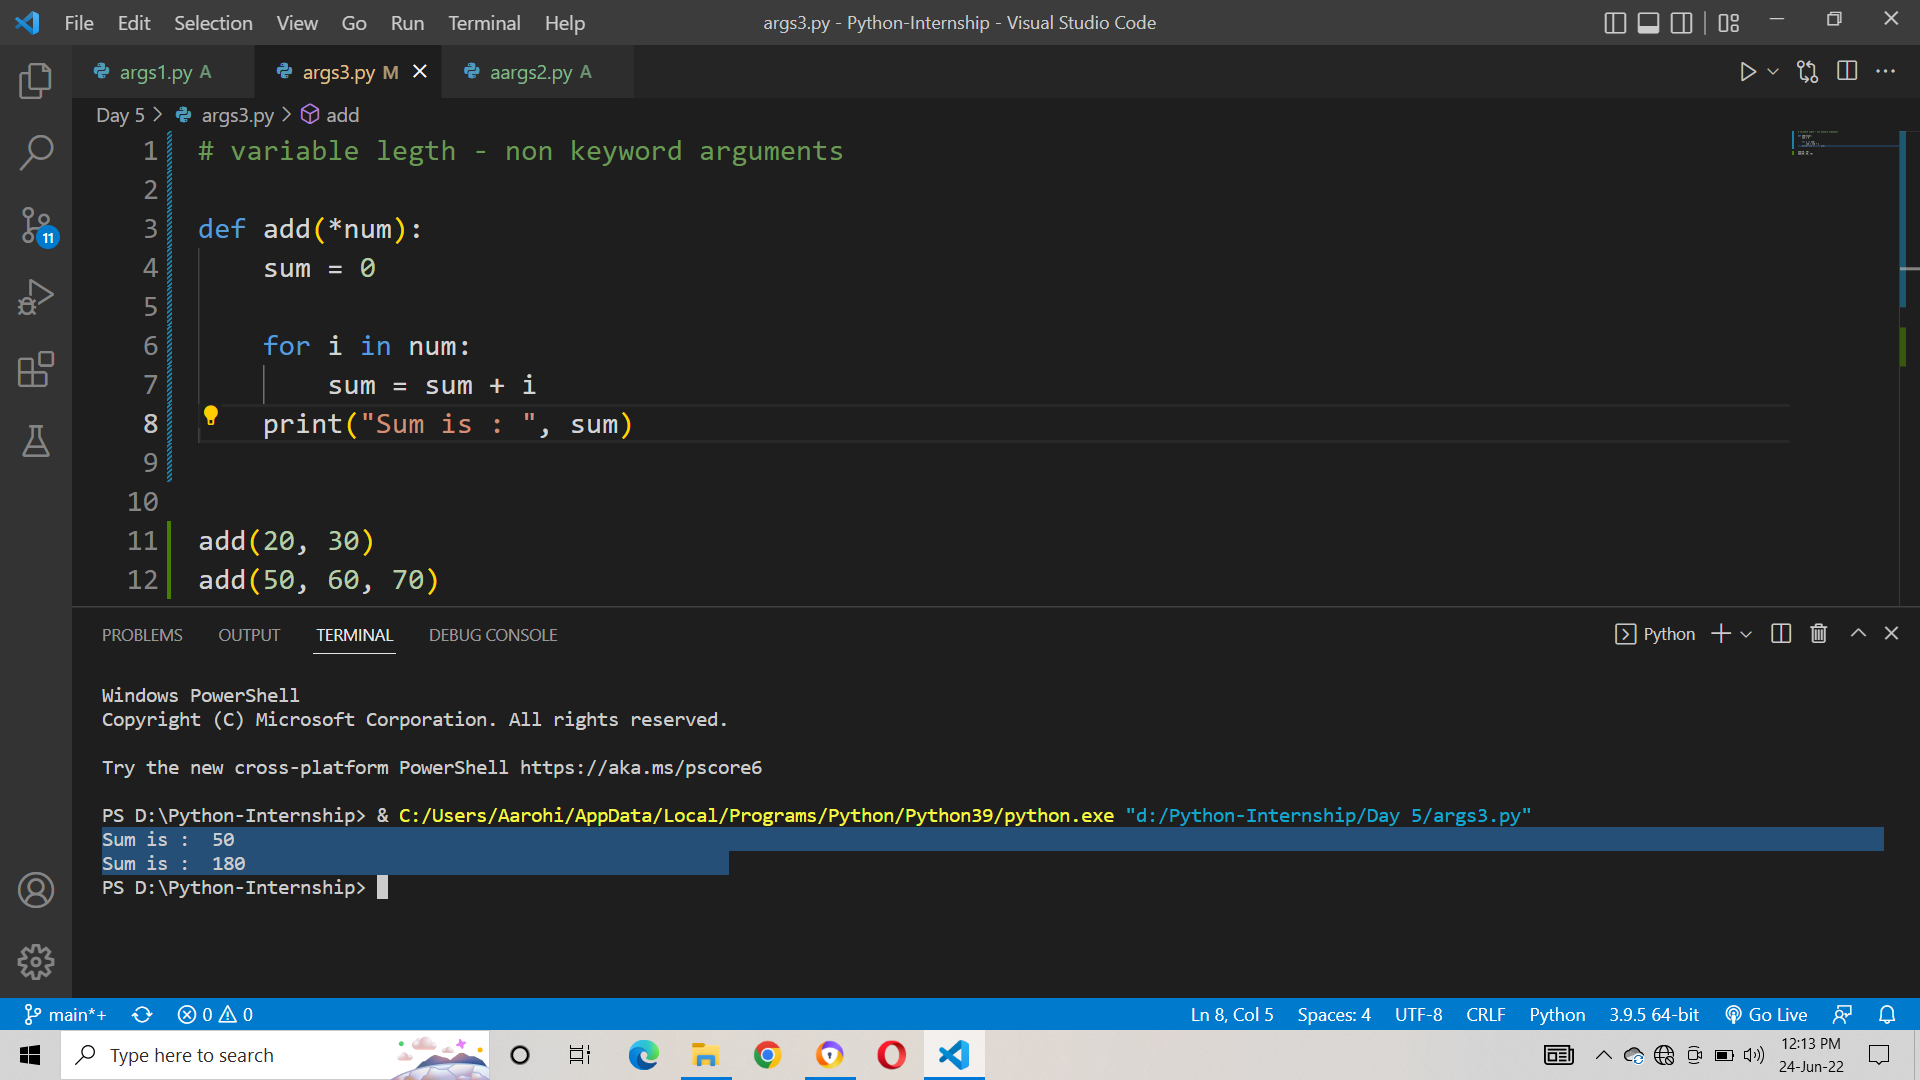 File Edit Selection View Go Run Terminal Help
args3.py - Python-Internship - Visual Studio Code
args1.py A
args3.py M
aargs2.py A
Day 5 > args3.py > add
1 # variable legth - non keyword arguments
2
3 def add(*num):
4     sum = 0
5
6     for i in num:
7         sum = sum + i
8     print("Sum is : ", sum)
9
10
11 add(20, 30)
12 add(50, 60, 70)
11
PROBLEMS OUTPUT TERMINAL DEBUG CONSOLE
Python
Windows PowerShell
Copyright (C) Microsoft Corporation. All rights reserved.
Try the new cross-platform PowerShell https://aka.ms/pscore6
PS D:\Python-Internship> & C:/Users/Aarohi/AppData/Local/Programs/Python/Python39/python.exe "d:/Python-Internship/Day 5/args3.py"
Sum is :  50
Sum is :  180
PS D:\Python-Internship>
main*+ 0 0 Ln 8, Col 5 Spaces: 4 UTF-8 CRLF Python 3.9.5 64-bit Go Live
Type here to search
12:13 PM
24-Jun-22